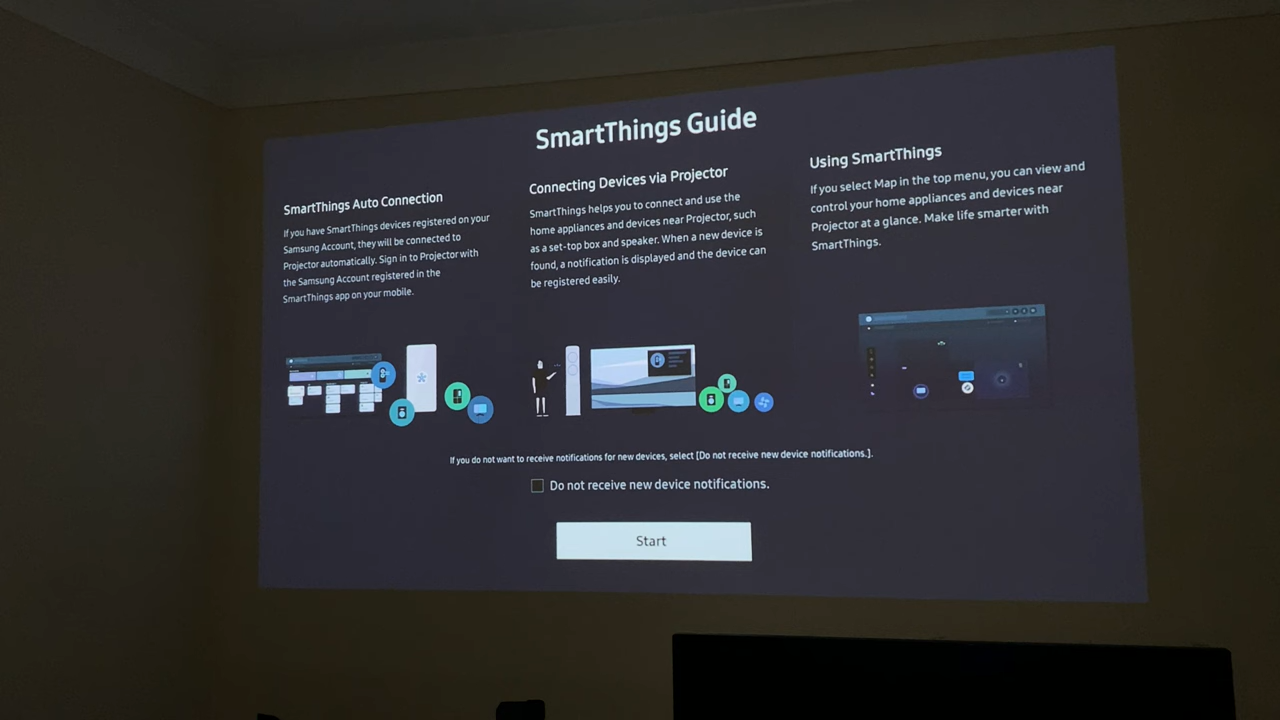 SmartThings Guide
SmartThings Auto Connection
If you have SmartThings devices registered on your
Samsung Account, they will be connected to
Projector automatically. Sign in to Projector with
the Samsung Account registered in the
SmartThings app on your mobile.
Connecting Devices via Projector
SmartThings helps you to connect and use the
home appliances and devices near Projector, such
as a set-top box and speaker. When a new device is
found, a notification is displayed and the device can
be registered easily.
Using SmartThings
If you select Map in the top menu, you can view and
control your home appliances and devices near
Projector at a glance. Make life smarter with
SmartThings.
If you do not want to receive notifications for new devices, select [Do not receive new device notifications.].
Do not receive new device notifications.
Start